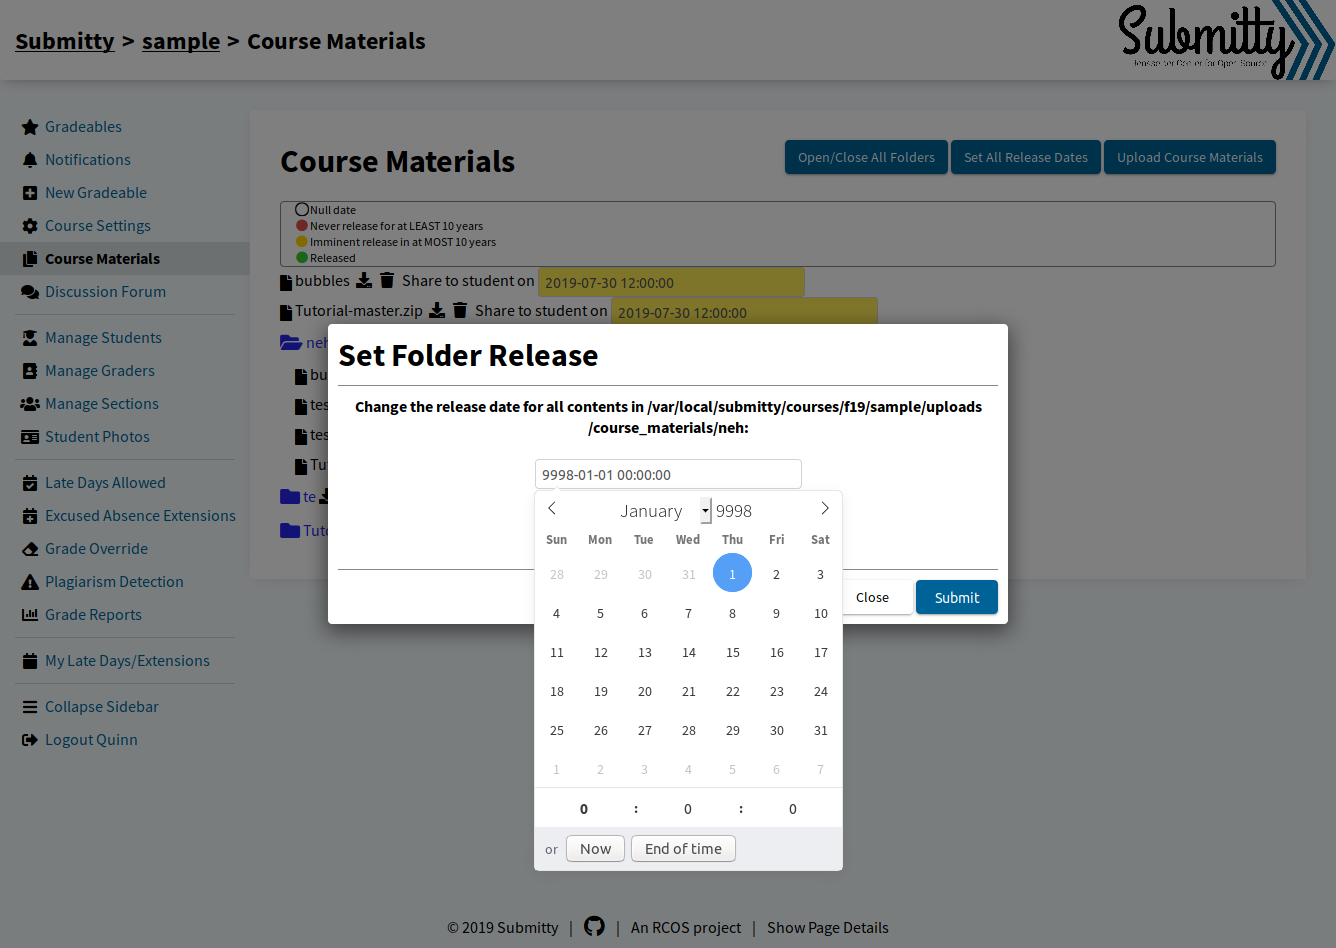 Submitty > sample > Course Materials
Submitty
Rensselaer Center for Open Source
Gradeables
Notifications
New Gradeable
Course Settings
Course Materials
Discussion Forum
Manage Students
Manage Graders
Manage Sections
Student Photos
Late Days Allowed
Excused Absence Extensions
Grade Override
Plagiarism Detection
Grade Reports
My Late Days/Extensions
Collapse Sidebar
Logout Quinn
Course Materials
Open/Close All Folders Set All Release Dates Upload Course Materials
Null date
Never release for at LEAST 10 years
Imminent release in at MOST 10 years
Released
bubbles Share to student on 2019-07-30 12:00:00
Tutorial-master.zip Share to student on 2019-07-30 12:00:00
neh
bu
tes
tes
Tu
te
Tuto
Set Folder Release
Change the release date for all contents in /var/local/submitty/courses/f19/sample/uploads
/course_materials/neh:
9998-01-01 00:00:00
January 9998
Sun Mon Tue Wed Thu Fri Sat
28 29 30 31 1 2 3
4 5 6 7 8 9 10
11 12 13 14 15 16 17
18 19 20 21 22 23 24
25 26 27 28 29 30 31
1 2 3 4 5 6 7
0 : 0 : 0
or Now End of time
Close Submit
© 2019 Submitty | | An RCOS project | Show Page Details